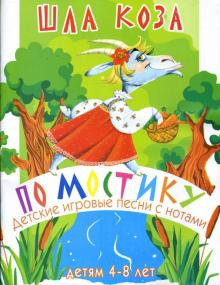 ШЛА КОЗА
ПО МОСТИКУ
Детские игровые песни с нотами
детям 4-8 лет